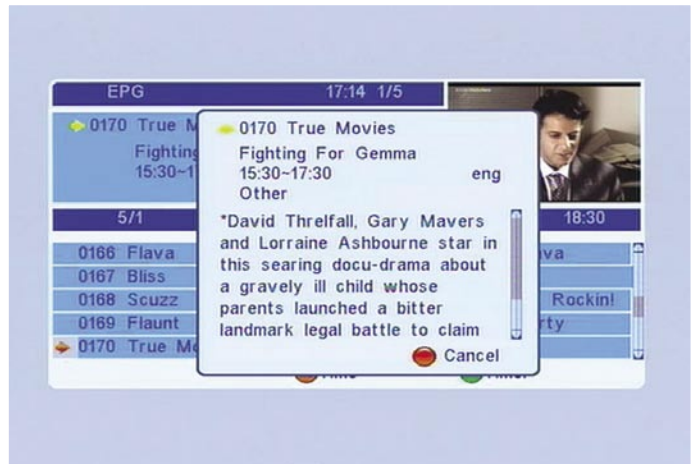 EPG 17:14 1/5
0170 True M
Fighting
15:30~1
0170 True Movies
Fighting For Gemma
15:30~17:30 eng
Other
*David Threlfall, Gary Mavers
and Lorraine Ashbourne star in
this searing docu-drama about
a gravely ill child whose
parents launched a bitter
landmark legal battle to claim
Cancel
5/1 18:30
0166 Flava va
0167 Bliss
0168 Scuzz Rockin!
0169 Flaunt rty
0170 True Mo